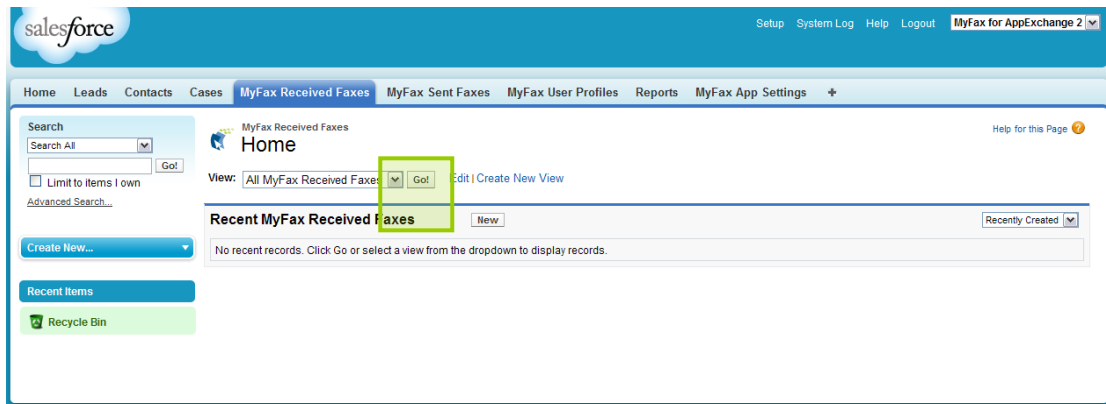 salesforce
Setup System Log Help Logout MyFax for AppExchange 2
Home Leads Contacts Cases MyFax Received Faxes MyFax Sent Faxes MyFax User Profiles Reports MyFax App Settings +
Search
Search All
Go!
Limit to items I own
Advanced Search...
Create New...
Recent Items
Recycle Bin
MyFax Received Faxes
Home
Help for this Page ?
View: All MyFax Received Faxes Go! Edit | Create New View
Recent MyFax Received Faxes New Recently Created
No recent records. Click Go or select a view from the dropdown to display records.